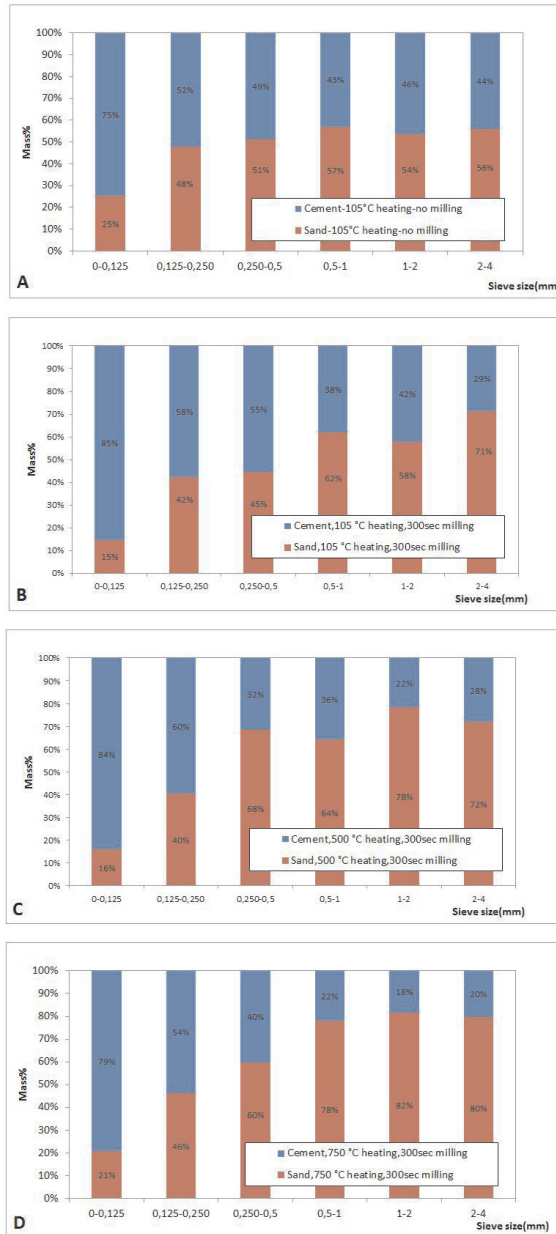 100%
90%
80%
70%
60%
50%
40%
30%
20%
10%
0%
Mass%
75% 52% 49% 43% 46% 44%
25% 48% 51% 57% 54% 56%
Cement-105°C heating-no milling
Sand-105°C heating-no milling
0-0,125 0,125-0,250 0,250-0,5 0,5-1 1-2 2-4
A
Sieve size(mm)
100%
90%
80%
70%
60%
50%
40%
30%
20%
10%
0%
Mass%
85% 58% 55% 38% 42% 29%
15% 42% 45% 62% 58% 71%
Cement,105 °C heating,300sec milling
Sand,105 °C heating,300sec milling
0-0,125 0,125-0,250 0,250-0,5 0,5-1 1-2 2-4
B
Sieve size(mm)
100%
90%
80%
70%
60%
50%
40%
30%
20%
10%
0%
Mass%
84% 60% 32% 36% 22% 28%
16% 40% 68% 64% 78% 72%
Cement,500 °C heating,300sec milling
Sand,500 °C heating,300sec milling
0-0,125 0,125-0,250 0,250-0,5 0,5-1 1-2 2-4
C
Sieve size(mm)
100%
90%
80%
70%
60%
50%
40%
30%
20%
10%
0%
Mass%
79% 54% 40% 22% 18% 20%
21% 46% 60% 78% 82% 80%
Cement,750 °C heating,300sec milling
Sand,750 °C heating,300sec milling
0-0,125 0,125-0,250 0,250-0,5 0,5-1 1-2 2-4
D
Sieve size(mm)